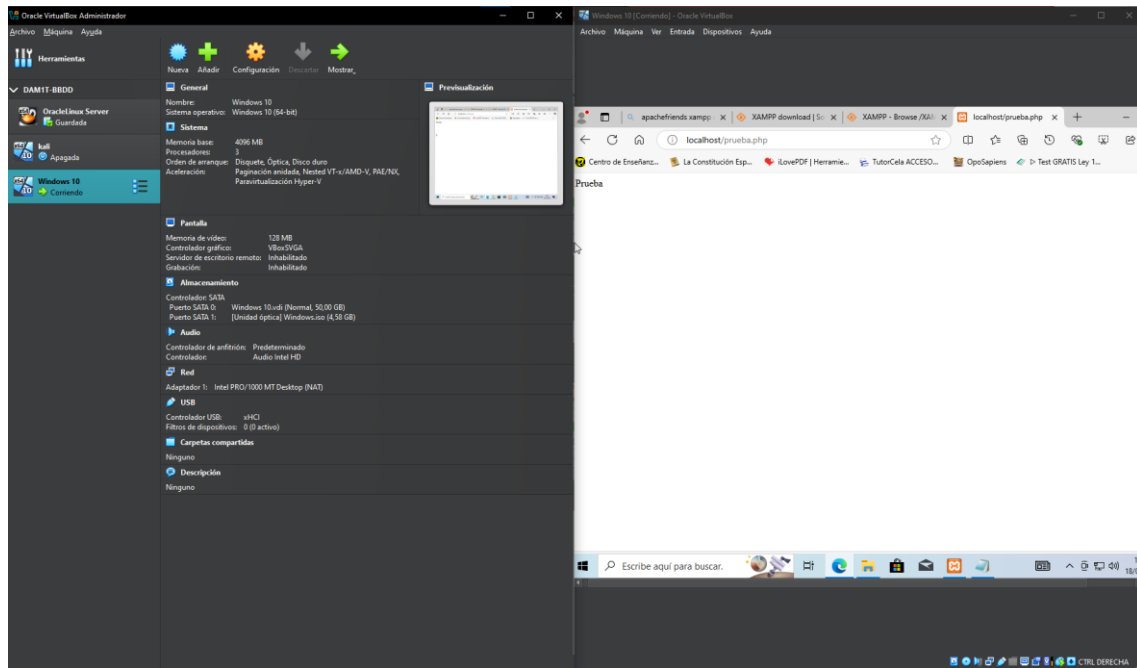 Oracle VirtualBox Administrador
Archivo Máquina Ayuda
Herramientas
Nueva Añadir Configuración Descartar Mostrar
DAM1T-BBDD
OracleLinux Server
Guardada
kali
Apagada
Windows 10
Corriendo
General
Nombre: Windows 10
Sistema operativo: Windows 10 (64-bit)
Sistema
Memoria base: 4096 MB
Procesadores: 3
Orden de arranque: Disquete, Óptica, Disco duro
Aceleración: Paginación anidada, Nested VT-x/AMD-V, PAE/NX,
Paravirtualización Hyper-V
Previsualización
Pantalla
Memoria de vídeo: 128 MB
Controlador gráfico: VBoxSVGA
Servidor de escritorio remoto: Inhabilitado
Grabación: Inhabilitado
Almacenamiento
Controlador: SATA
Puerto SATA 0: Windows 10.vdi (Normal, 50,00 GB)
Puerto SATA 1: [Unidad óptica] Windows.iso (4,58 GB)
Audio
Controlador de anfitrión: Predeterminado
Controlador: Audio Intel HD
Red
Adaptador 1: Intel PRO/1000 MT Desktop (NAT)
USB
Controlador USB: xHCI
Filtros de dispositivos: 0 (0 activo)
Carpetas compartidas
Ninguno
Descripción
Ninguno
Windows 10 [Corriendo] - Oracle VirtualBox
Archivo Máquina Ver Entrada Dispositivos Ayuda
apachefriends xampp XAMPP download | XAMPP - Browse /XA localhost/prueba.php
localhost/prueba.php
Centro de Enseñanz... La Constitución Esp... iLovePDF | Herramie... TutorCela ACCESO... OpoSapiens ▷ Test GRATIS Ley 1...
Prueba
Escribe aquí para buscar.
CTRL DERECHA